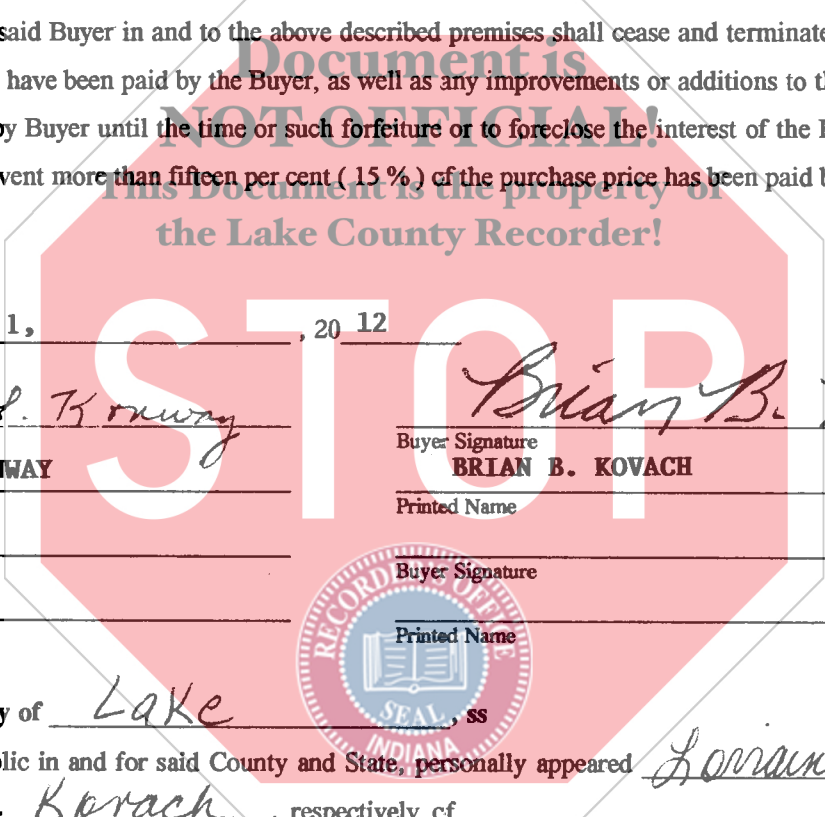 said Buyer in and to the above described premises shall cease and terminate
Document is
have been paid by the Buyer, as well as any improvements or additions to th
NOT OFFICIAL!
by Buyer until the time or such forfeiture or to foreclose the interest of the
vent more than fifteen per cent ( 15 % ) of the purchase price has been paid b
This Document is the property of
the Lake County Recorder!
STOP
1, , 20 12
L. Konway Brian B.
Buyer Signature
WAY BRIAN B. KOVACH
Printed Name
Buyer Signature
Printed Name
RECORDER'S OFFICE
SEAL
INDIANA
y of Lake , ss
lic in and for said County and State, personally appeared Lorrain
Kovach , respectively of